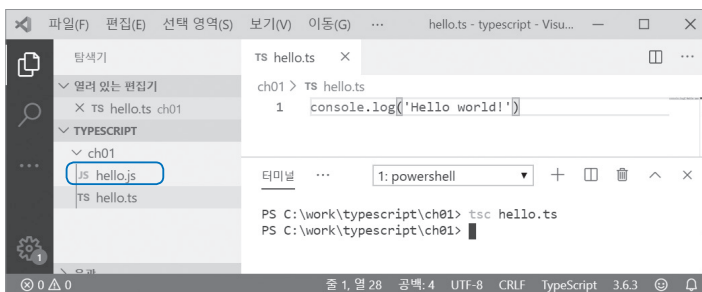 파일(F) 편집(E) 선택 영역(S) 보기(V) 이동(G) ··· hello.ts - typescript - Visu...
탐색기
열려 있는 편집기
TS hello.ts ch01
TYPESCRIPT
ch01
JS hello.js
TS hello.ts
TS hello.ts
ch01 > TS hello.ts
1 console.log('Hello world!')
터미널 ··· 1: powershell
PS C:\work\typescript\ch01> tsc hello.ts
PS C:\work\typescript\ch01>
1
0 0 줄 1, 열 28 공백: 4 UTF-8 CRLF TypeScript 3.6.3